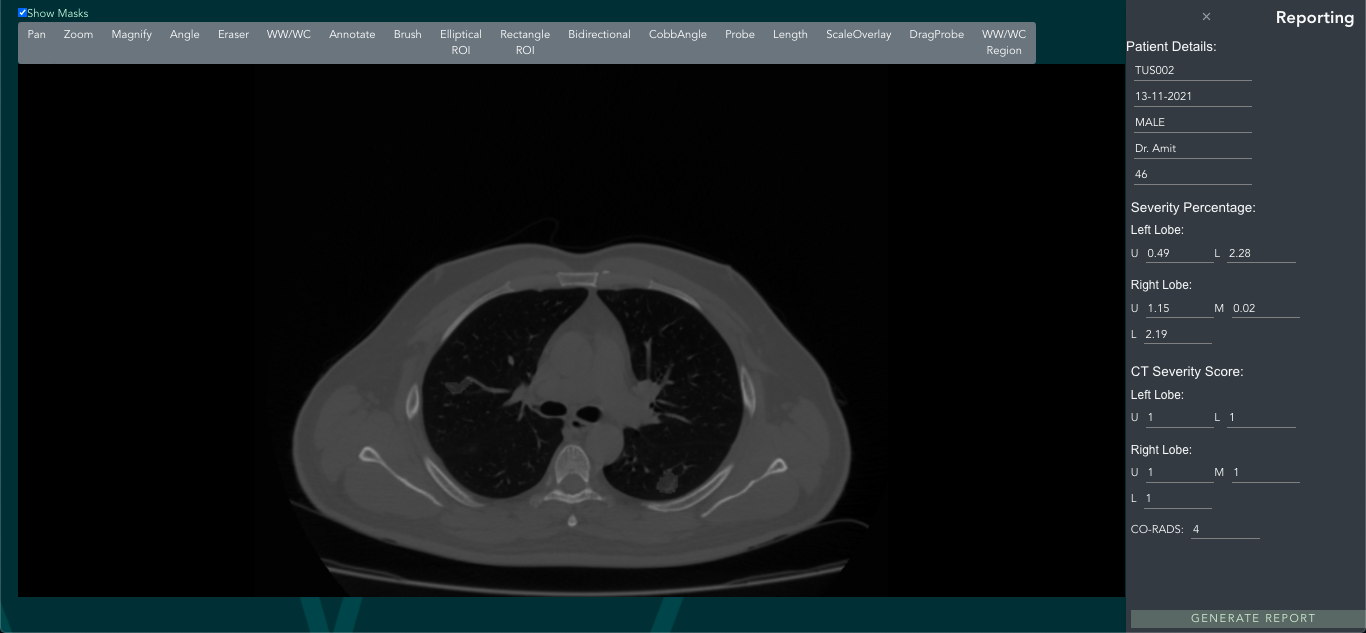 Show Masks
Pan Zoom Magnify Angle Eraser WW/WC Annotate Brush Elliptical ROI Rectangle ROI Bidirectional CobbAngle Probe Length ScaleOverlay DragProbe WW/WC Region
× Reporting
Patient Details:
TUS002
13-11-2021
MALE
Dr. Amit
46
Severity Percentage:
Left Lobe:
U 0.49 L 2.28
Right Lobe:
U 1.15 M 0.02
L 2.19
CT Severity Score:
Left Lobe:
U 1 L 1
Right Lobe:
U 1 M 1
L 1
CO-RADS: 4
GENERATE REPORT